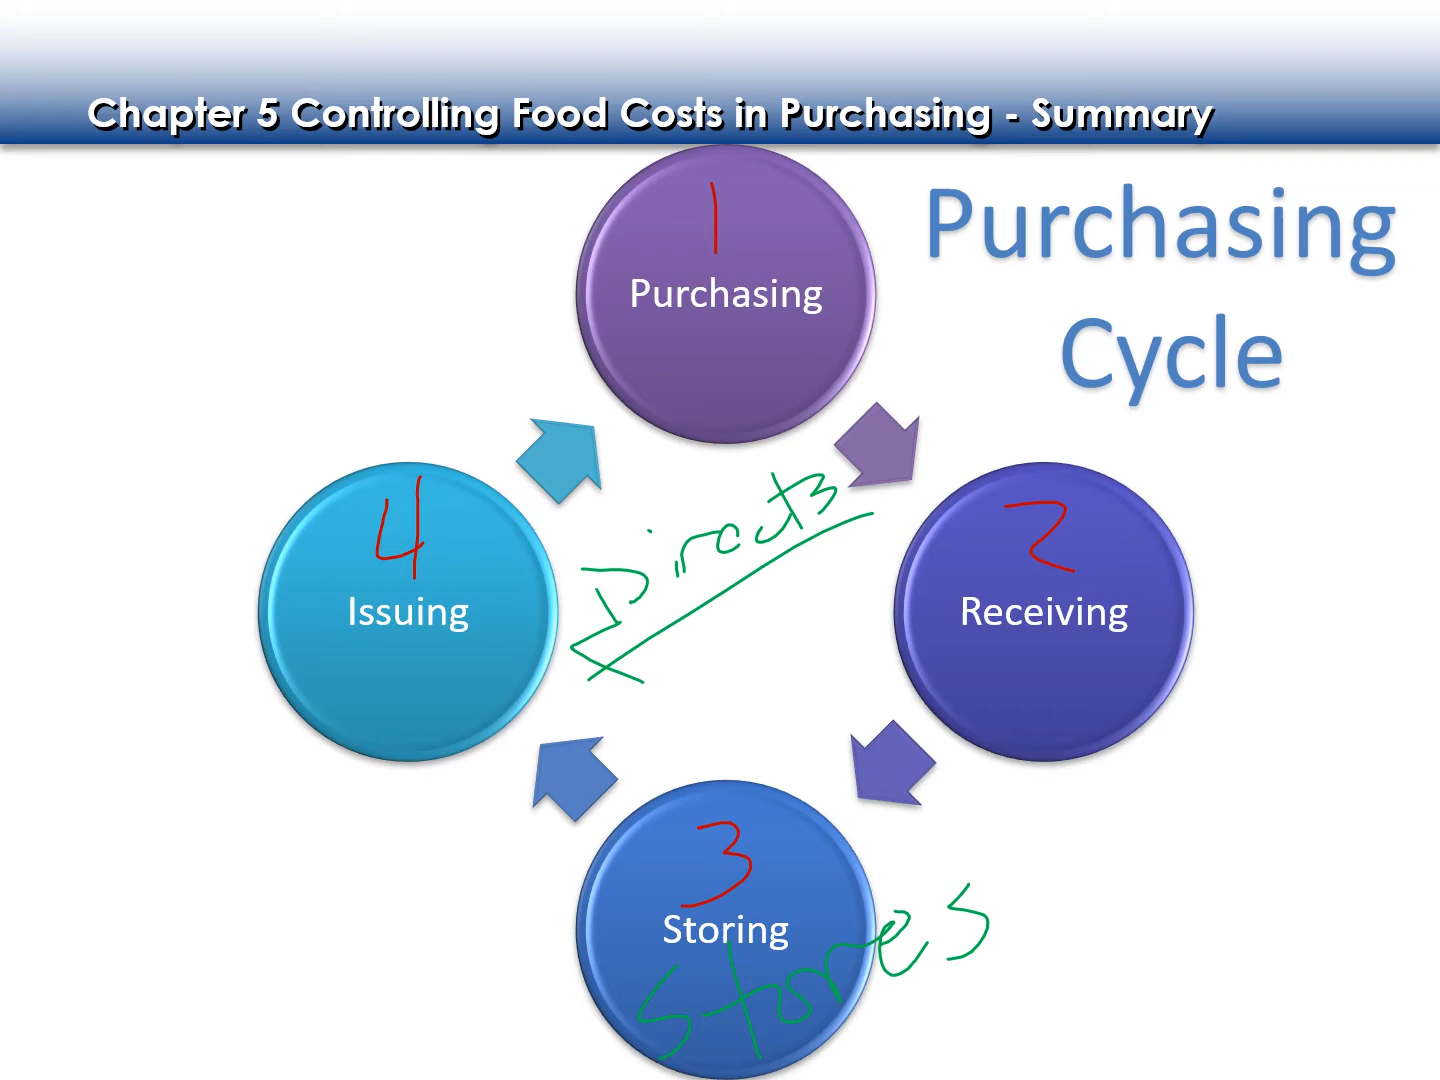 Chapter 5 Controlling Food Costs in Purchasing - Summary
Purchasing
Cycle
1
Purchasing
2
Receiving
Directs
4
Issuing
3
Storing
Stores